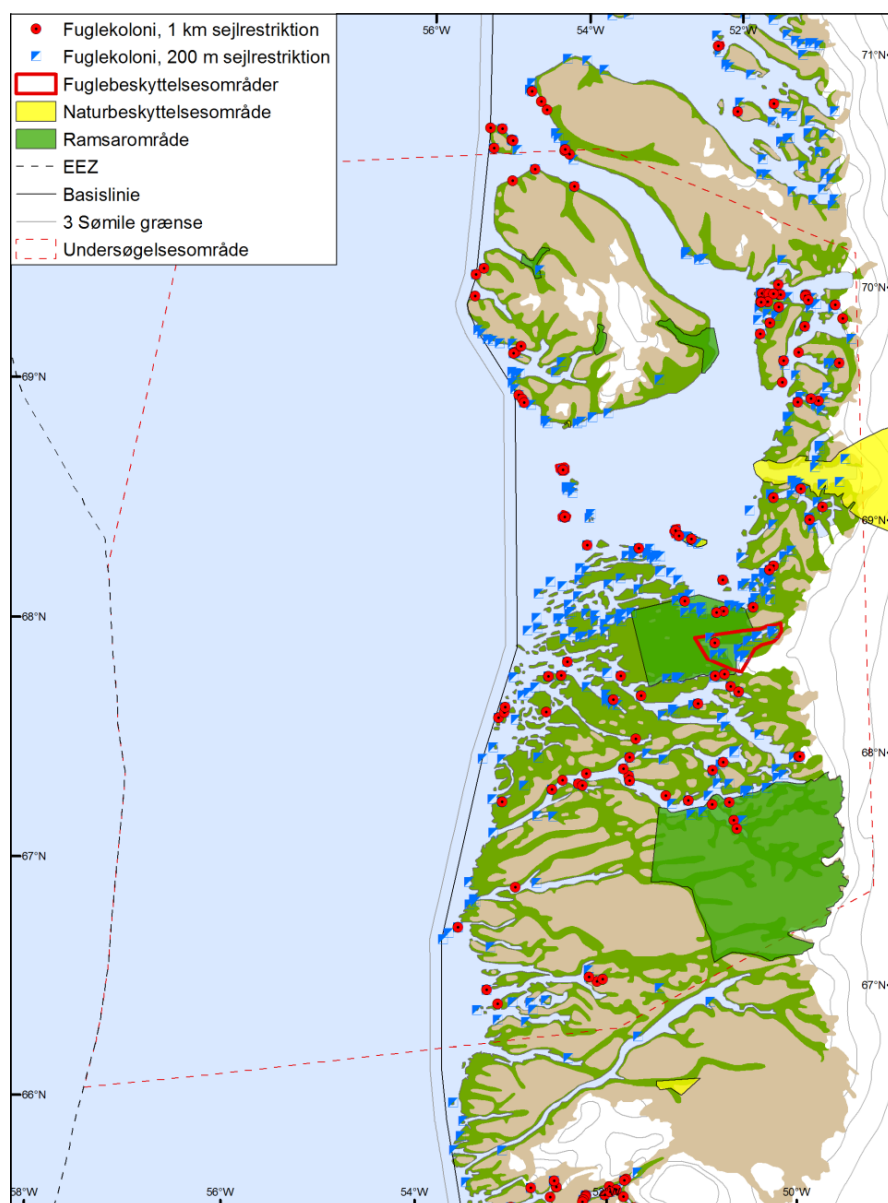 Fuglekoloni, 1 km sejlrestriktion
Fuglekoloni, 200 m sejlrestriktion
Fuglebeskyttelsesområder
Naturbeskyttelsesområde
Ramsarområde
EEZ
Basislinie
3 Sømile grænse
Undersøgelsesområde
56°W
54°W
52°W
71°N
70°N
69°N
69°N
68°N
68°N
67°N
67°N
66°N
58°W
56°W
54°W
52°W
50°W